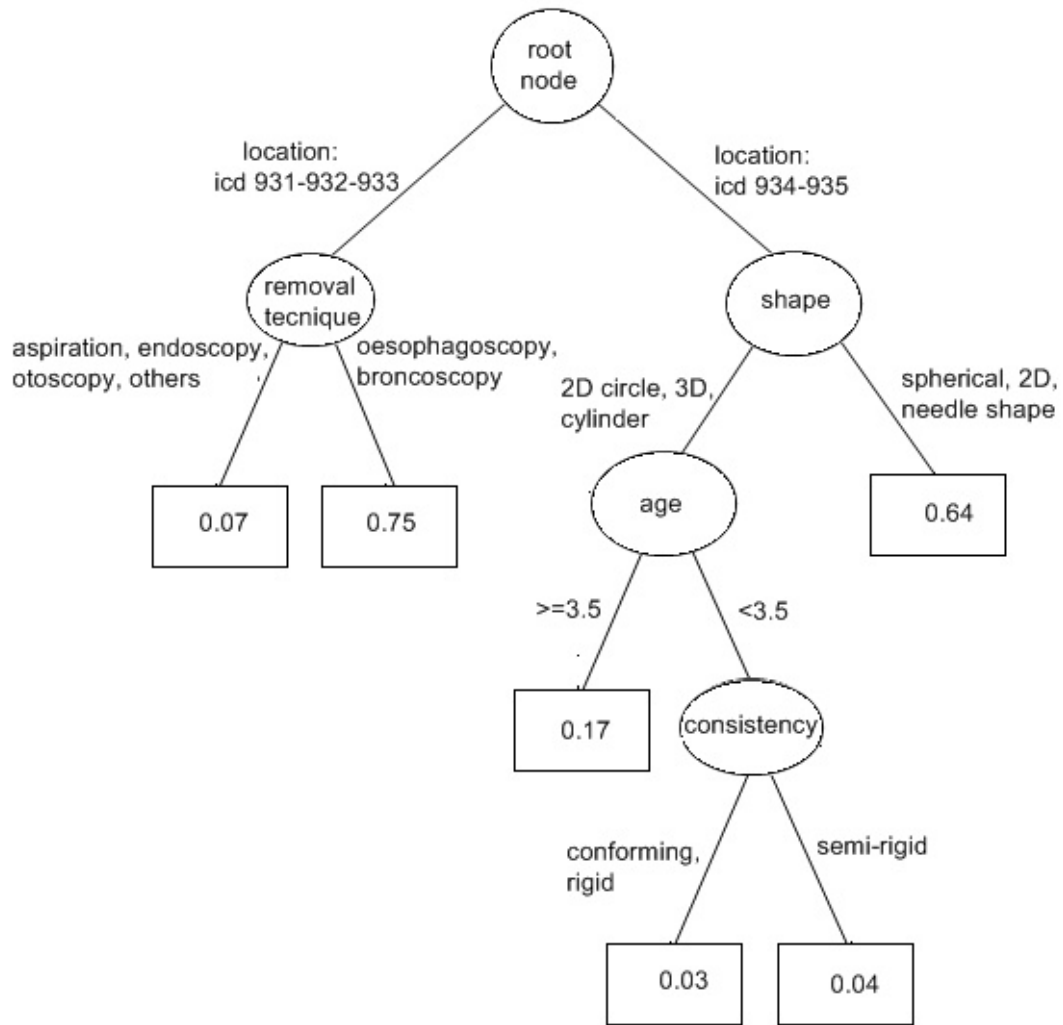 root
node
location:
icd 931-932-933
location:
icd 934-935
removal
tecnique
shape
aspiration, endoscopy,
otoscopy, others
oesophagoscopy,
broncoscopy
2D circle, 3D,
cylinder
spherical, 2D,
needle shape
0.07
0.75
age
0.64
>=3.5
<3.5
0.17
consistency
conforming,
rigid
semi-rigid
0.03
0.04